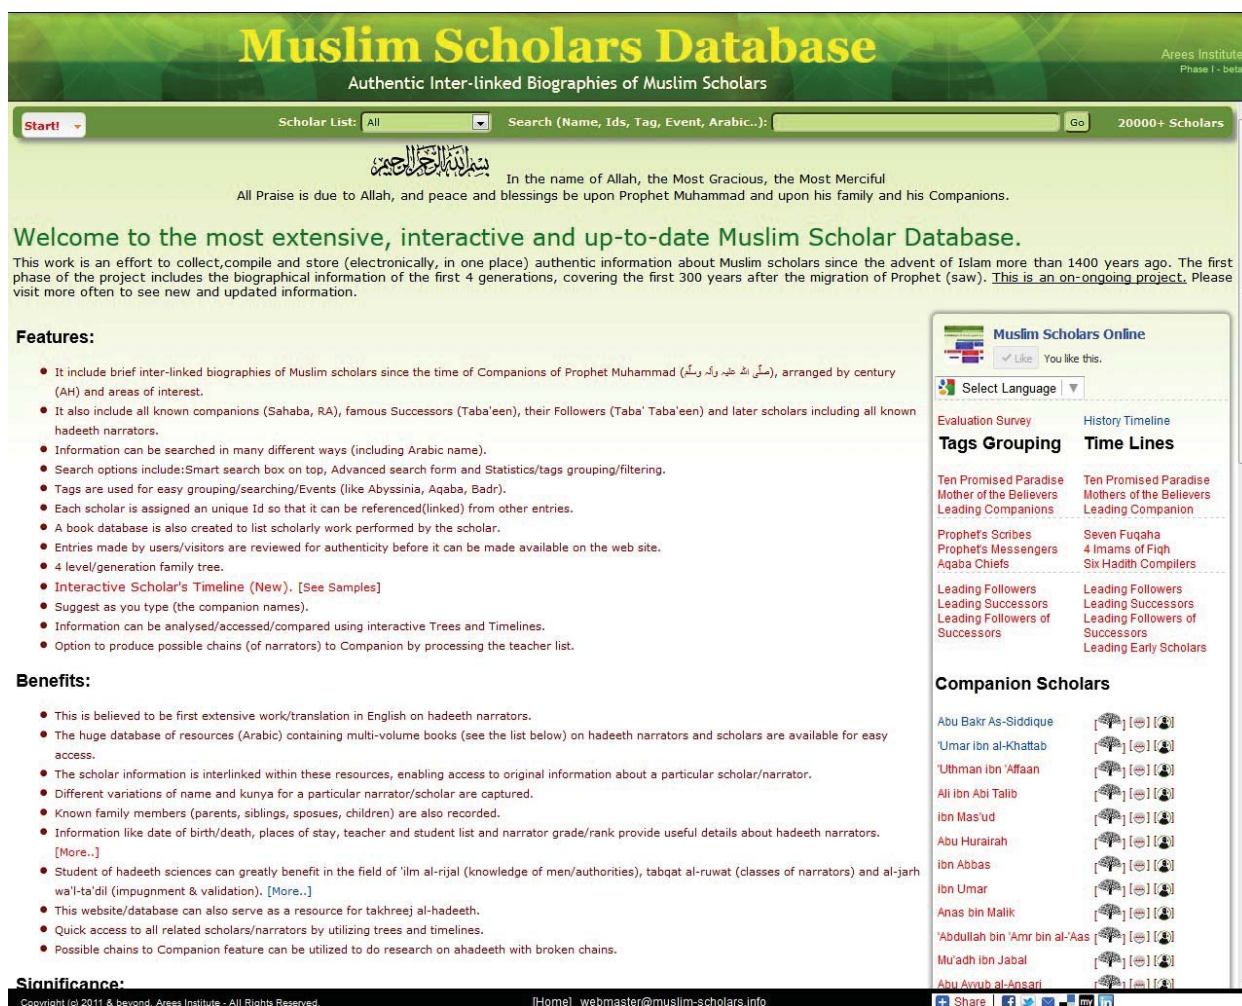 Muslim Scholars Database
Authentic Inter-linked Biographies of Muslim Scholars
Arees Institute
Phase I - beta
Start!
Scholar List: All
Search (Name, Ids, Tag, Event, Arabic..):
Go
20000+ Scholars
بسم الله الرحمن الرحيم
In the name of Allah, the Most Gracious, the Most Merciful
All Praise is due to Allah, and peace and blessings be upon Prophet Muhammad and upon his family and his Companions.
Welcome to the most extensive, interactive and up-to-date Muslim Scholar Database.
This work is an effort to collect,compile and store (electronically, in one place) authentic information about Muslim scholars since the advent of Islam more than 1400 years ago. The first
phase of the project includes the biographical information of the first 4 generations, covering the first 300 years after the migration of Prophet (saw). This is an on-ongoing project. Please
visit more often to see new and updated information.
Features:
It include brief inter-linked biographies of Muslim scholars since the time of Companions of Prophet Muhammad (صلّی اللہ علیہ وآلہ وسلّم), arranged by century
(AH) and areas of interest.
It also include all known companions (Sahaba, RA), famous Successors (Taba'een), their Followers (Taba' Taba'een) and later scholars including all known
hadeeth narrators.
Information can be searched in many different ways (including Arabic name).
Search options include:Smart search box on top, Advanced search form and Statistics/tags grouping/filtering.
Tags are used for easy grouping/searching/Events (like Abyssinia, Aqaba, Badr).
Each scholar is assigned an unique Id so that it can be referenced(linked) from other entries.
A book database is also created to list scholarly work performed by the scholar.
Entries made by users/visitors are reviewed for authenticity before it can be made available on the web site.
4 level/generation family tree.
Interactive Scholar's Timeline (New). [See Samples]
Suggest as you type (the companion names).
Information can be analysed/accessed/compared using interactive Trees and Timelines.
Option to produce possible chains (of narrators) to Companion by processing the teacher list.
Benefits:
This is believed to be first extensive work/translation in English on hadeeth narrators.
The huge database of resources (Arabic) containing multi-volume books (see the list below) on hadeeth narrators and scholars are available for easy
access.
The scholar information is interlinked within these resources, enabling access to original information about a particular scholar/narrator.
Different variations of name and kunya for a particular narrator/scholar are captured.
Known family members (parents, siblings, sposues, children) are also recorded.
Information like date of birth/death, places of stay, teacher and student list and narrator grade/rank provide useful details about hadeeth narrators.
[More..]
Student of hadeeth sciences can greatly benefit in the field of 'ilm al-rijal (knowledge of men/authorities), tabqat al-ruwat (classes of narrators) and al-jarh
wa'l-ta'dil (impugnment & validation). [More..]
This website/database can also serve as a resource for takhreej al-hadeeth.
Quick access to all related scholars/narrators by utilizing trees and timelines.
Possible chains to Companion feature can be utilized to do research on ahadeeth with broken chains.
Significance:
Muslim Scholars Online
Like You like this.
Select Language
Evaluation Survey History Timeline
Tags Grouping Time Lines
Ten Promised Paradise Ten Promised Paradise
Mother of the Believers Mothers of the Believers
Leading Companions Leading Companion
Prophet's Scribes Seven Fuqaha
Prophet's Messengers 4 Imams of Fiqh
Aqaba Chiefs Six Hadith Compilers
Leading Followers Leading Followers
Leading Successors Leading Successors
Leading Followers of Leading Followers of
Successors Successors
Leading Early Scholars
Companion Scholars
Abu Bakr As-Siddique
'Umar ibn al-Khattab
'Uthman ibn 'Affaan
Ali ibn Abi Talib
ibn Mas'ud
Abu Hurairah
ibn Abbas
ibn Umar
Anas bin Malik
'Abdullah bin 'Amr bin al-'Aas
Mu'adh ibn Jabal
Abu Ayyub al-Ansari
Copyright (c) 2011 & beyond, Arees Institute - All Rights Reserved.
[Home] webmaster@muslim-scholars.info
Share
my
in